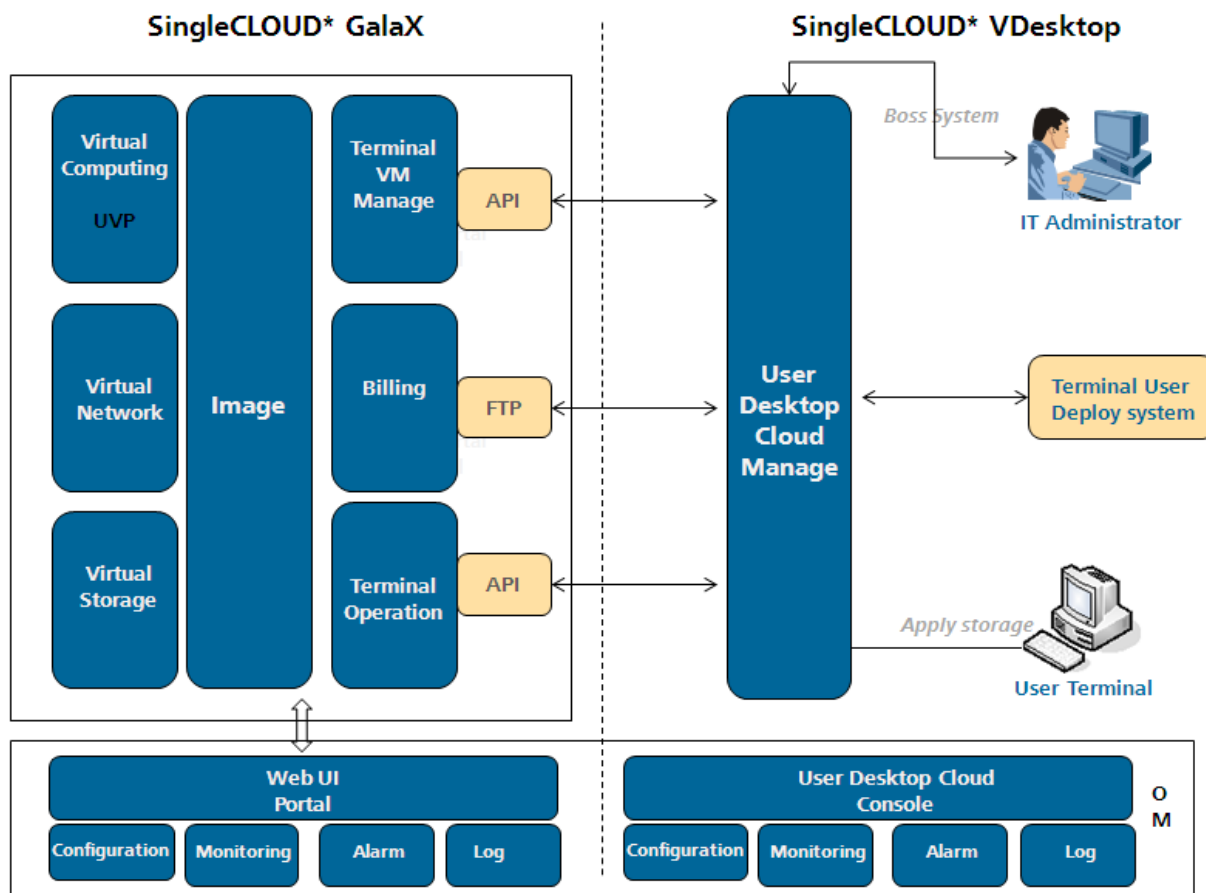 SingleCLOUD* GalaX
SingleCLOUD* VDesktop
Virtual
Computing
UVP
Virtual
Network
Virtual
Storage
Image
Terminal
VM
Manage
API
Billing
FTP
Terminal
Operation
API
User
Desktop
Cloud
Manage
Boss System
IT Administrator
Terminal User
Deploy system
Apply storage
User Terminal
Web UI
Portal
Configuration
Monitoring
Alarm
Log
User Desktop Cloud
Console
Configuration
Monitoring
Alarm
Log
O
M